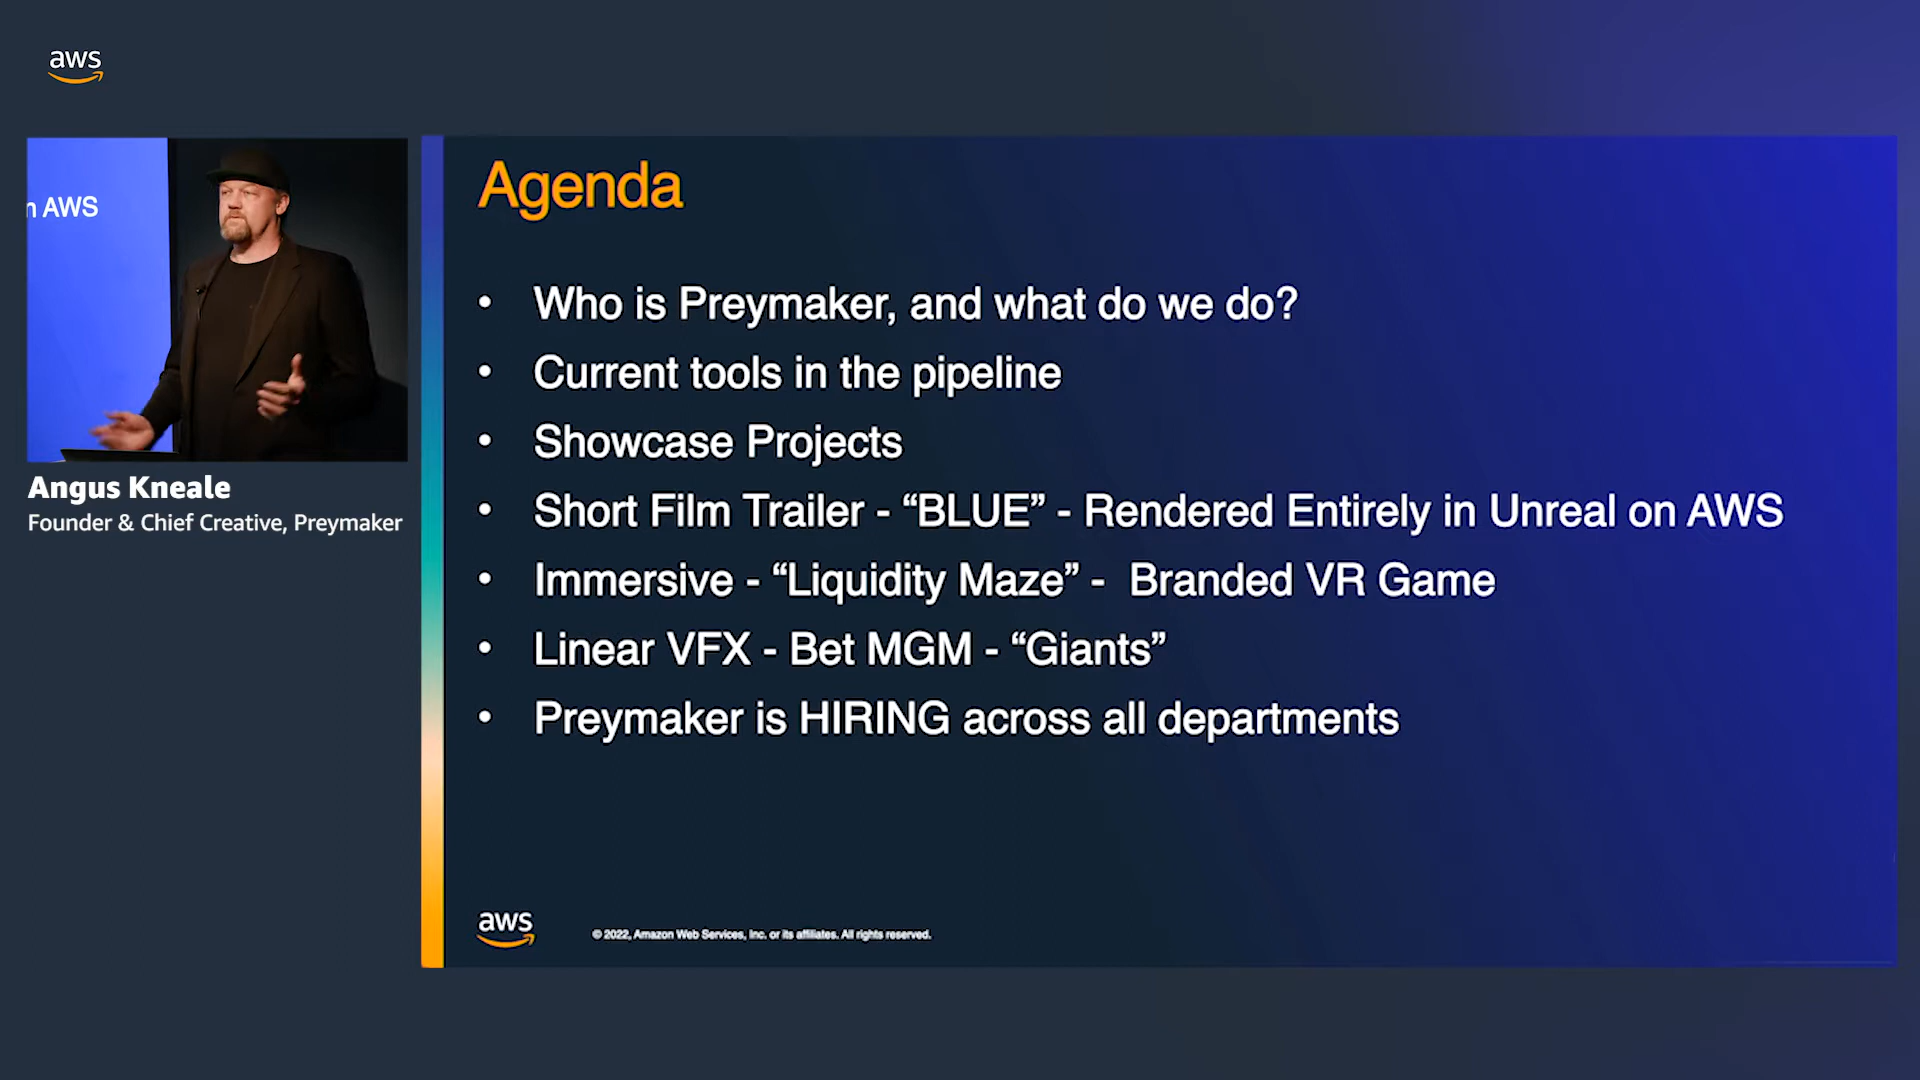 aws
n AWS
Angus Kneale
Founder & Chief Creative, Preymaker
Agenda
• Who is Preymaker, and what do we do?
• Current tools in the pipeline
• Showcase Projects
• Short Film Trailer - “BLUE” - Rendered Entirely in Unreal on AWS
• Immersive - “Liquidity Maze” -  Branded VR Game
• Linear VFX - Bet MGM - “Giants”
• Preymaker is HIRING across all departments
aws
© 2022, Amazon Web Services, Inc. or its affiliates. All rights reserved.